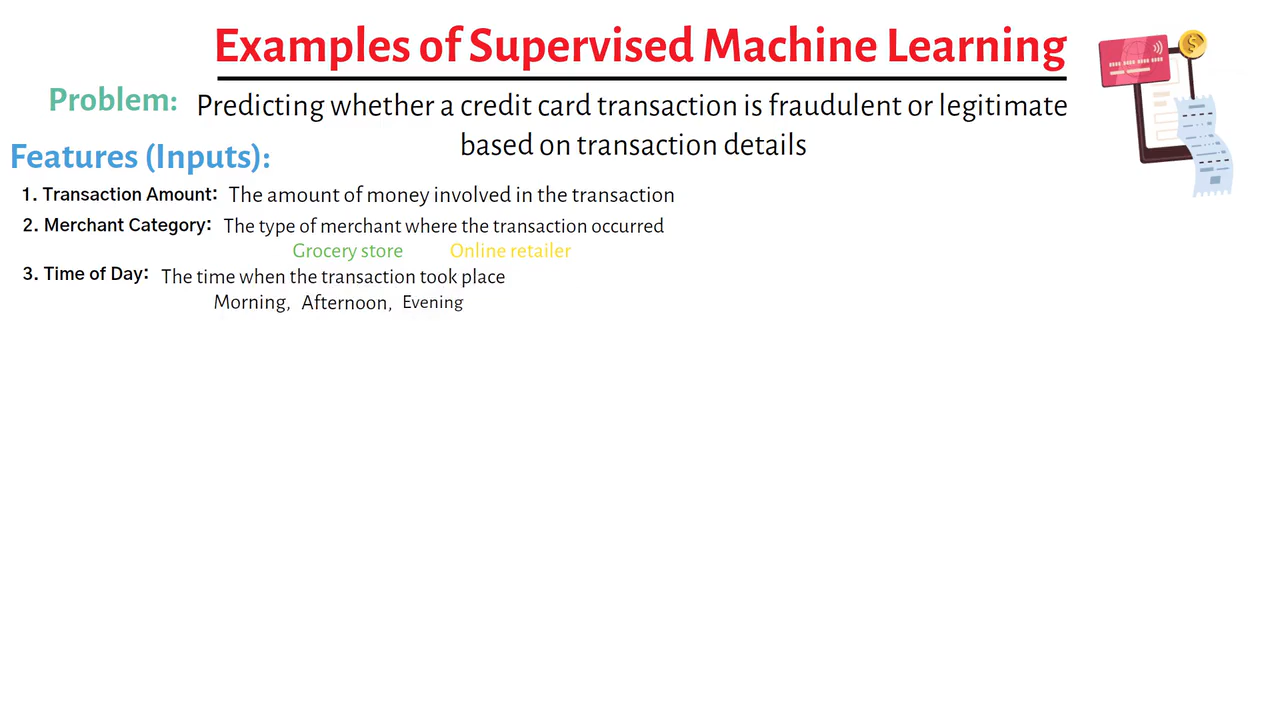 Examples of Supervised Machine Learning
Problem: Predicting whether a credit card transaction is fraudulent or legitimate
based on transaction details
Features (Inputs):
1. Transaction Amount: The amount of money involved in the transaction
2. Merchant Category: The type of merchant where the transaction occurred
Grocery store Online retailer
3. Time of Day: The time when the transaction took place
Morning, Afternoon, Evening